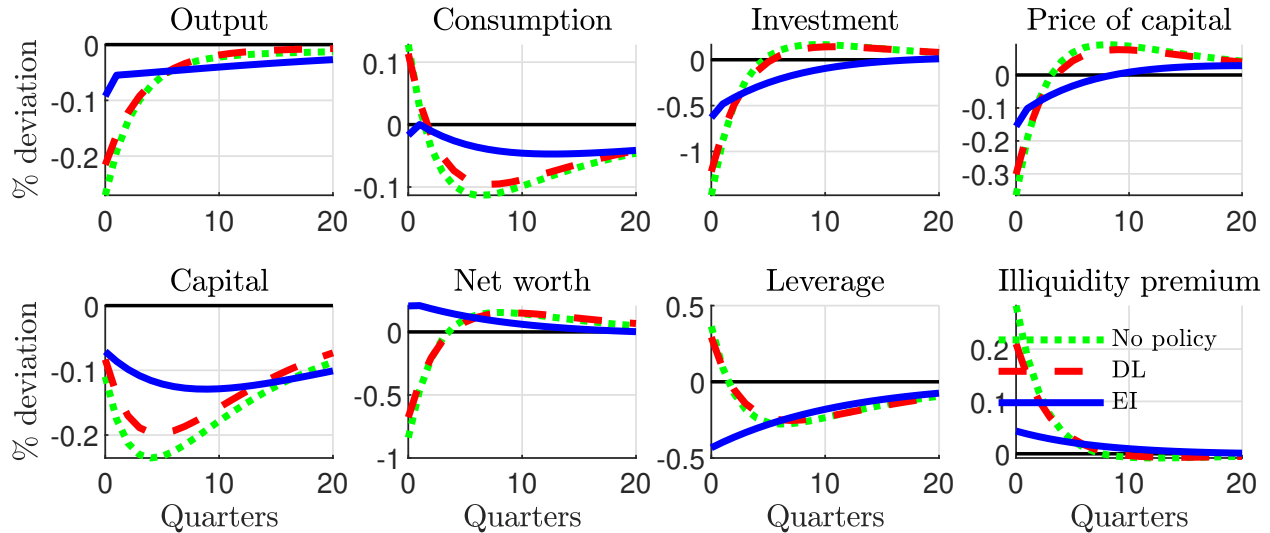 Output
Consumption
Investment
Price of capital
% deviation
0
-0.1
-0.2
0 10 20
0.1
0
-0.1
0 10 20
0
-0.5
-1
0 10 20
0
-0.1
-0.2
-0.3
0 10 20
Capital
Net worth
Leverage
Illiquidity premium
% deviation
0
-0.1
-0.2
0 10 20
Quarters
0
-0.5
-1
0 10 20
Quarters
0.5
0
-0.5
0 10 20
Quarters
0.2
0.1
0
No policy
DL
EI
0 10 20
Quarters